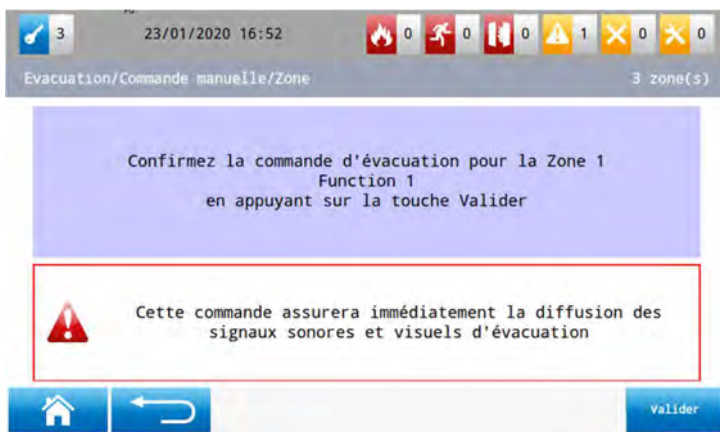 3 23/01/2020 16:52 0 0 0 1 0 0
Evacuation/Commande manuelle/Zone 3 zone(s)
Confirmez la commande d'évacuation pour la Zone 1
Function 1
en appuyant sur la touche Valider
Cette commande assurera immédiatement la diffusion des
signaux sonores et visuels d'évacuation
Valider